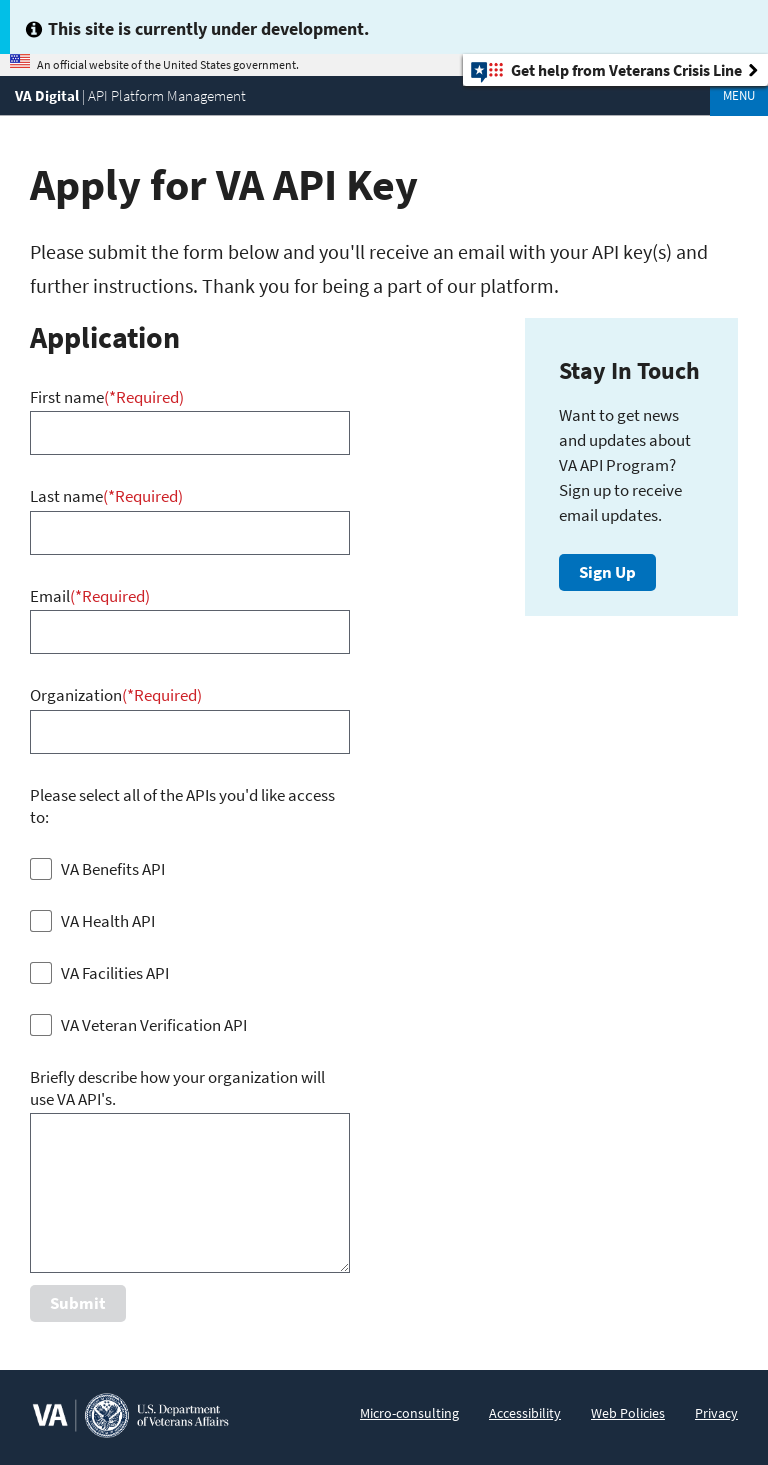 This site is currently under development.
An official website of the United States government.
Get help from Veterans Crisis Line
VA Digital | API Platform Management
MENU
Apply for VA API Key
Please submit the form below and you'll receive an email with your API key(s) and
further instructions. Thank you for being a part of our platform.
Application
First name(*Required)
Last name(*Required)
Email(*Required)
Organization(*Required)
Please select all of the APIs you'd like access
to:
VA Benefits API
VA Health API
VA Facilities API
VA Veteran Verification API
Briefly describe how your organization will
use VA API's.
Submit
Stay In Touch
Want to get news
and updates about
VA API Program?
Sign up to receive
email updates.
Sign Up
VA
U.S. Department
of Veterans Affairs
Micro-consulting
Accessibility
Web Policies
Privacy